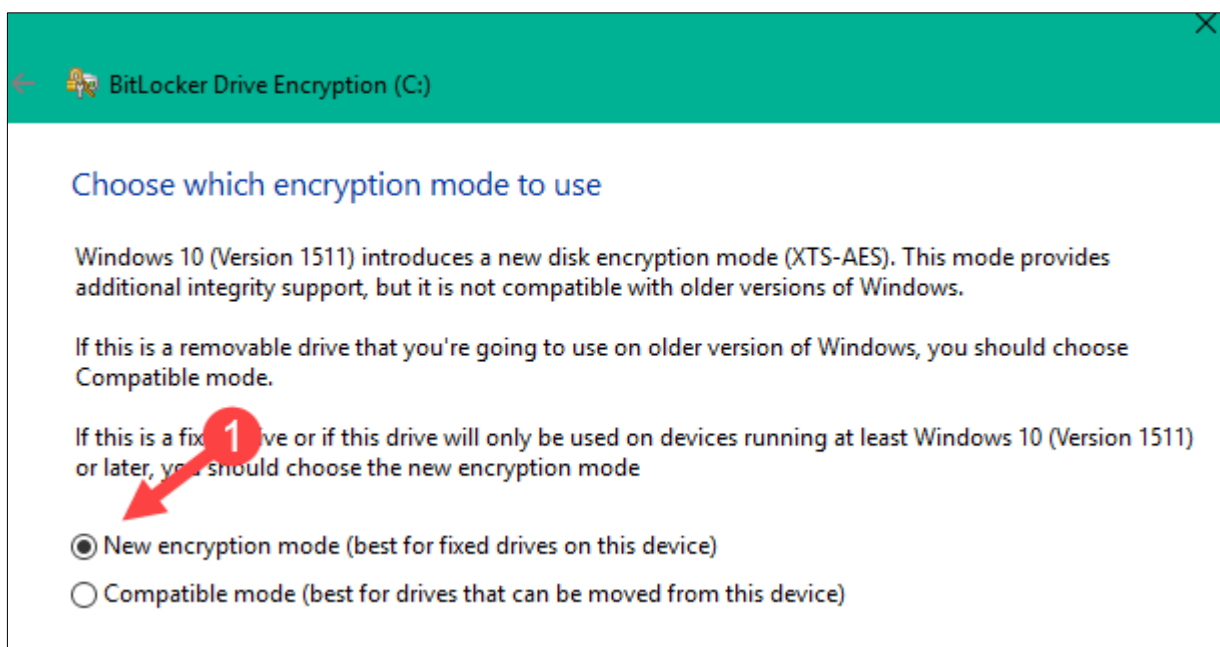 BitLocker Drive Encryption (C:)
Choose which encryption mode to use
Windows 10 (Version 1511) introduces a new disk encryption mode (XTS-AES). This mode provides
additional integrity support, but it is not compatible with older versions of Windows.
If this is a removable drive that you're going to use on older version of Windows, you should choose
Compatible mode.
If this is a ive or if this drive will only be used on devices running at least Windows 10 (Version 1511)
or later, you should choose the new encryption mode
1
New encryption mode (best for fixed drives on this device)
Compatible mode (best for drives that can be moved from this device)